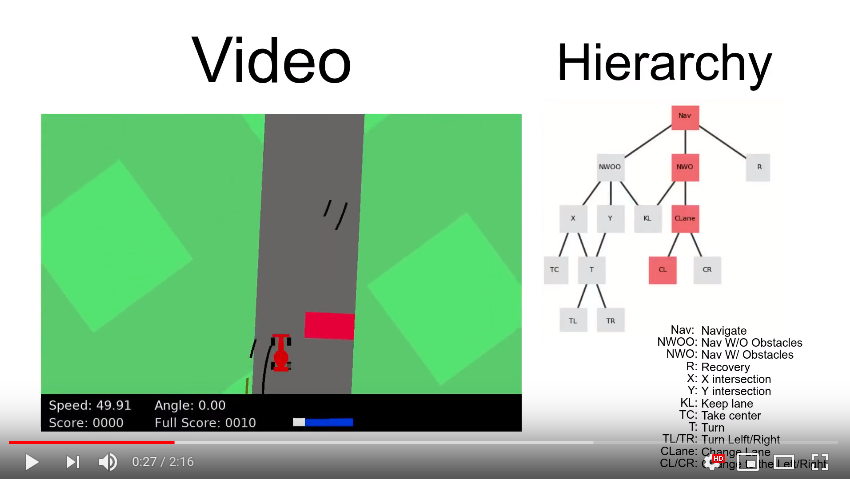 Video
Hierarchy
Nav
NWOO
NWO
R
X
Y
KL
CLane
TC
T
CL
CR
TL
TR
Nav: Navigate
NWOO: Nav W/O Obstacles
NWO: Nav W/ Obstacles
R: Recovery
X: X intersection
Y: Y intersection
KL: Keep lane
TC: Take center
T: Turn
TL/TR: Turn Lelft/Right
CLane: Change Lane
CL/CR: Change to the Left/Right
Speed: 49.91 Angle: 0.00
Score: 0000 Full Score: 0010
0:27 / 2:16
HD